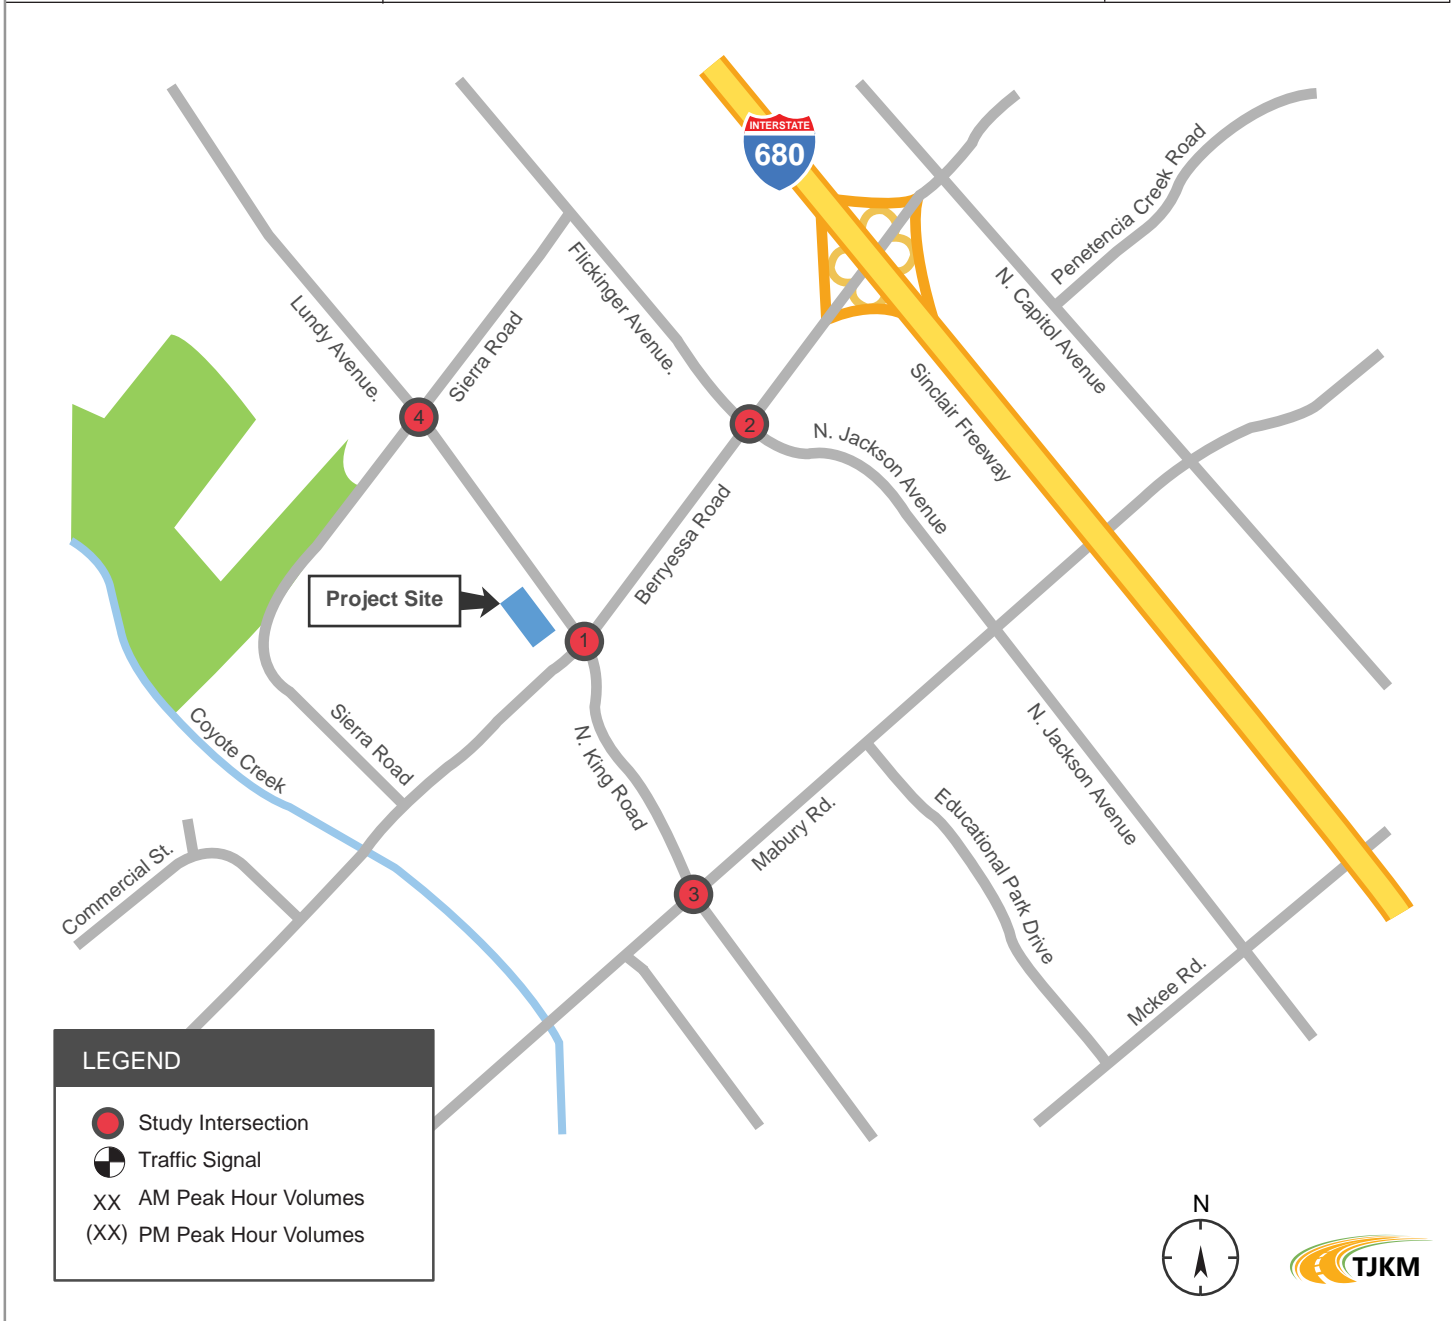 INTERSTATE
680
Penetencia Creek Road
Flickinger Avenue.
N. Capitol Avenue
Lundy Avenue.
Sierra Road
Sinclair Freeway
4
2
N. Jackson Avenue
Berryessa Road
Project Site
1
Sierra Road
Coyote Creek
N. King Road
N. Jackson Avenue
Mabury Rd.
Educational Park Drive
Commercial St.
3
Mckee Rd.
LEGEND
Study Intersection
Traffic Signal
XX AM Peak Hour Volumes
(XX) PM Peak Hour Volumes
N
TJKM